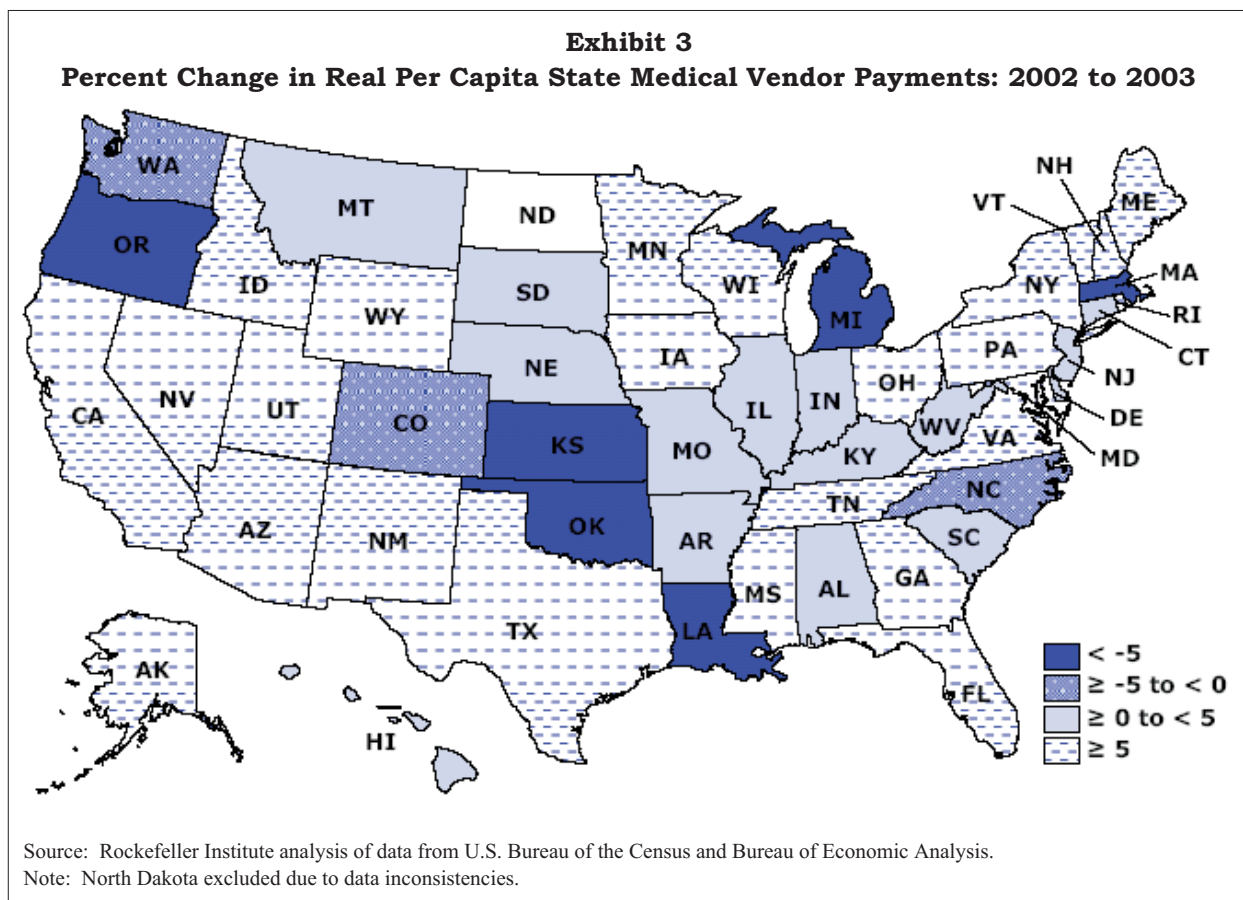 Exhibit 3
Percent Change in Real Per Capita State Medical Vendor Payments: 2002 to 2003
WA
OR
MT
ID
ND
MN
SD
WY
WI
MI
NH
VT
ME
NY
MA
RI
CT
NJ
DE
MD
PA
OH
IA
NE
IL
IN
WV
VA
KY
MO
KS
CO
UT
NV
CA
AZ
NM
OK
AR
TN
NC
SC
GA
AL
MS
LA
TX
FL
AK
HI
< -5
≥ -5 to < 0
≥ 0 to < 5
≥ 5
Source: Rockefeller Institute analysis of data from U.S. Bureau of the Census and Bureau of Economic Analysis.
Note: North Dakota excluded due to data inconsistencies.